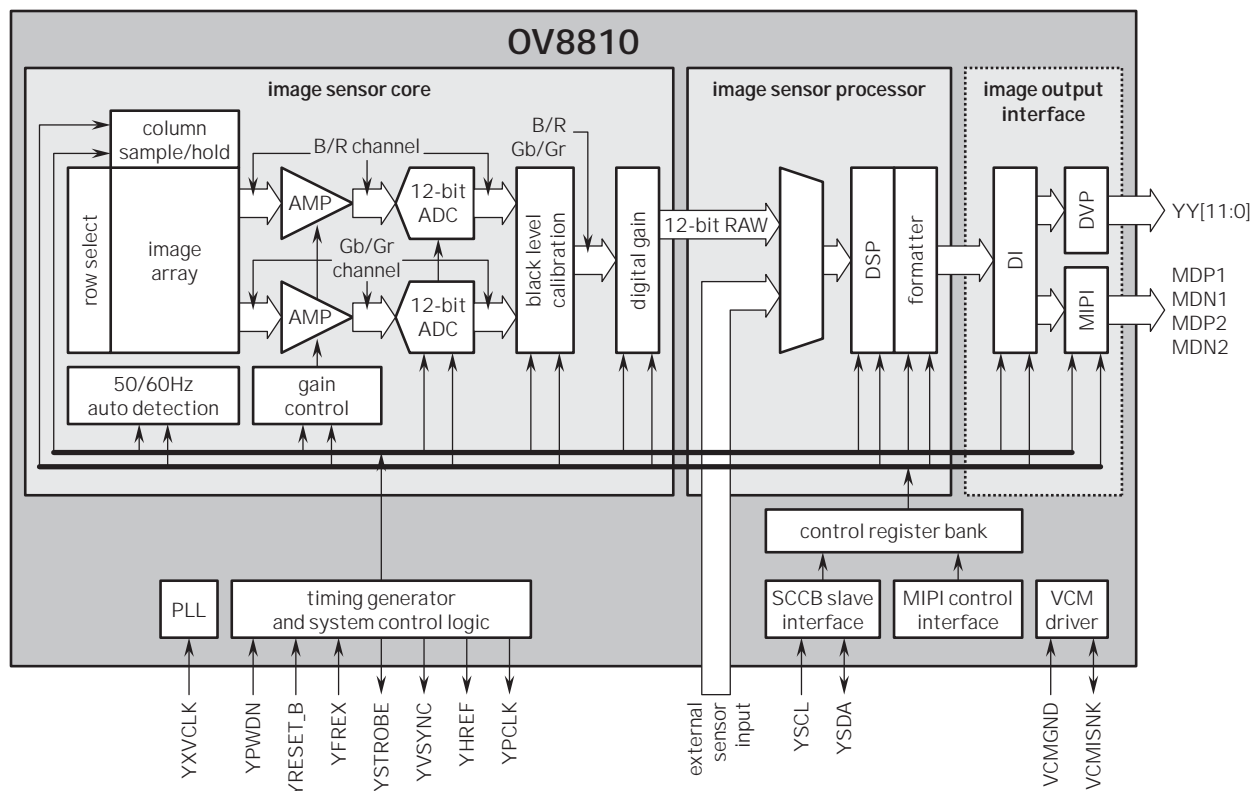 OV8810
image sensor core
image sensor processor
image output
interface
column
sample/hold
B/R channel
B/R
Gb/Gr
row select
image
array
AMP
12-bit
ADC
Gb/Gr
channel
AMP
12-bit
ADC
black level
calibration
digital gain
12-bit RAW
DSP
formatter
DI
DVP
MIPI
YY[11:0]
MDP1
MDN1
MDP2
MDN2
50/60Hz
auto detection
gain
control
control register bank
PLL
timing generator
and system control logic
SCCB slave
interface
MIPI control
interface
VCM
driver
YXVCLK
YPWDN
YRESET_B
YFREX
YSTROBE
YVSYNC
YHREF
YPCLK
external
sensor
input
YSCL
YSDA
VCMGND
VCMISNK